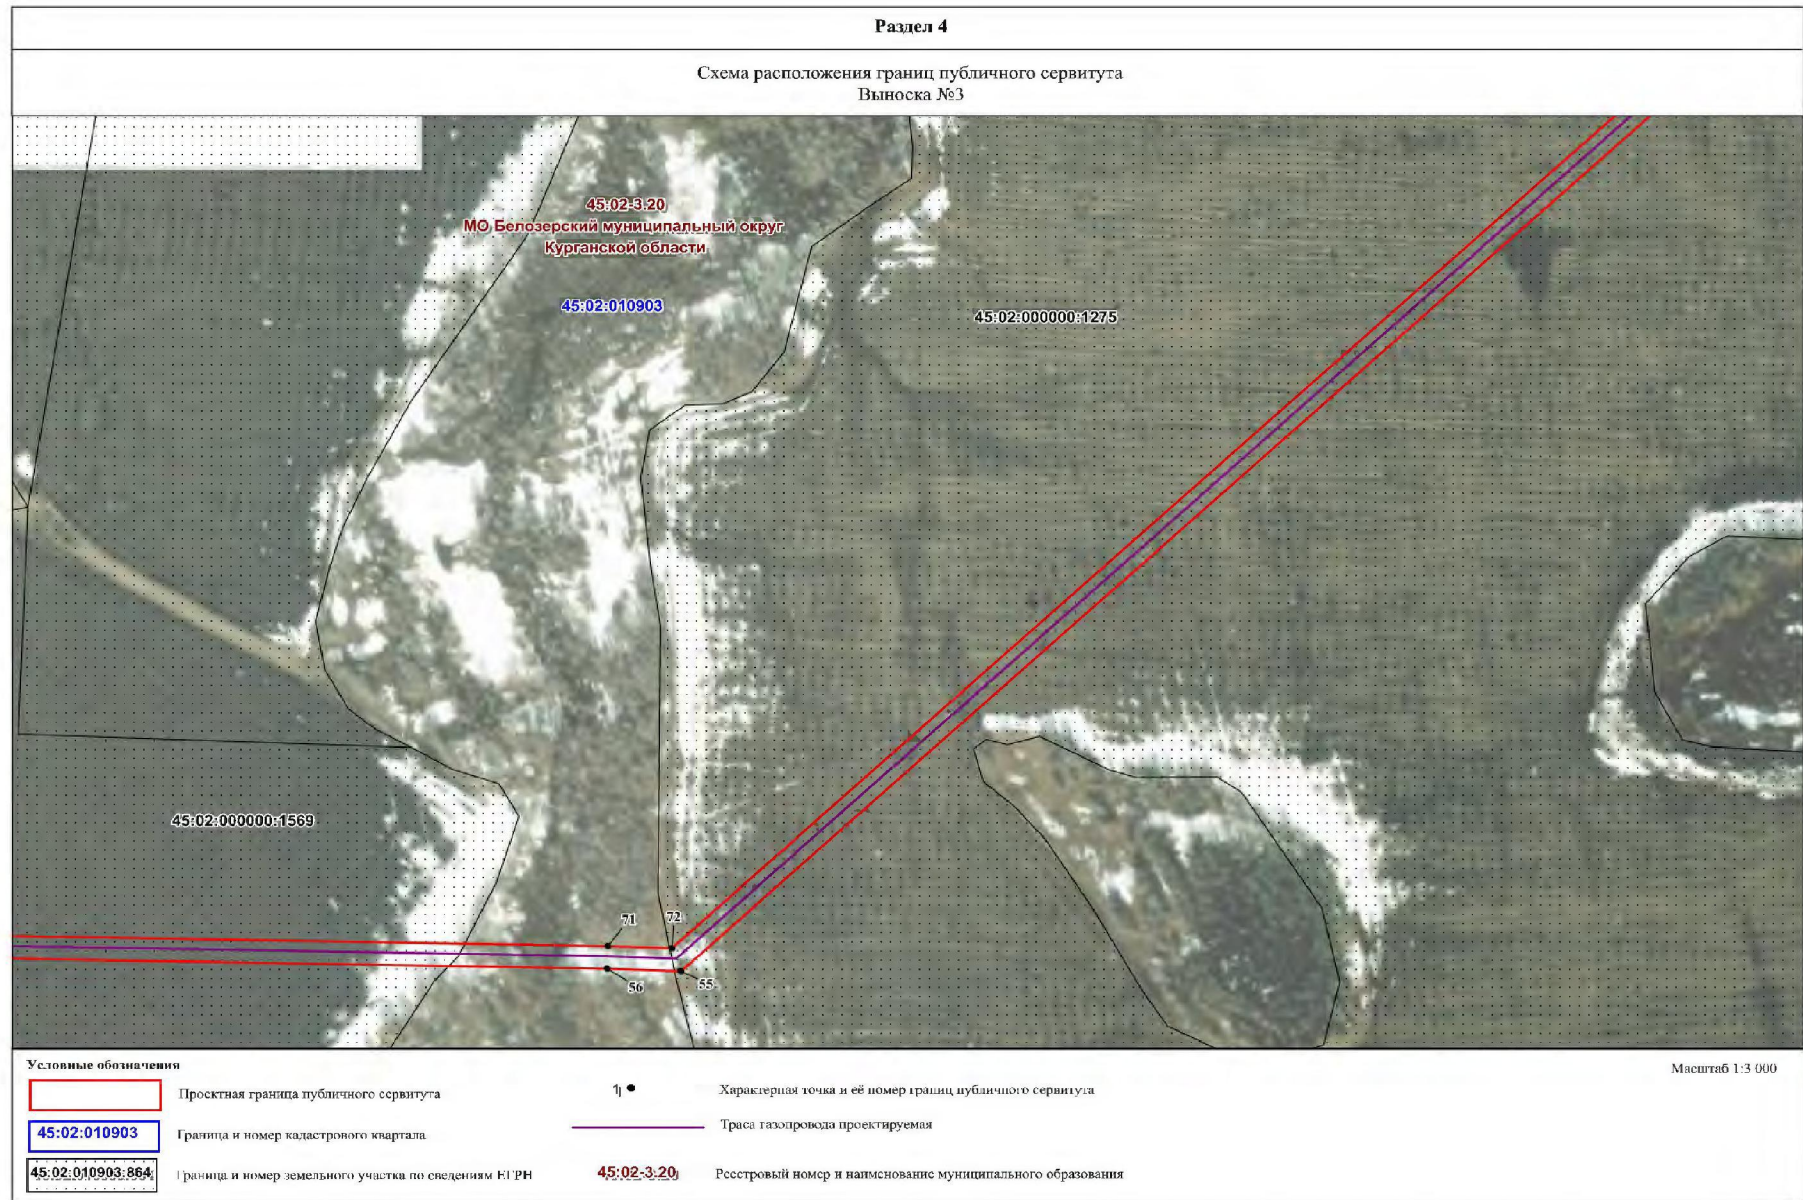 Раздел 4
Схема расположения границ публичного сервитута
Выноска №3
45:02-3.20
МО Белозерский муниципальный округ
Курганской области
45:02:010903
45:02:000000:1275
45:02:000000:1569
71
72
56
55
Условные обозначения
Масштаб 1:3 000
Проектная граница публичного сервитута
1 Характерная точка и её номер границ публичного сервитута
45:02:010903 Граница и номер кадастрового квартала
Траса газопровода проектируемая
45:02:010903:864 Граница и номер земельного участка по сведениям ЕГРН
45:02-3.20 Реестровый номер и наименование муниципального образования